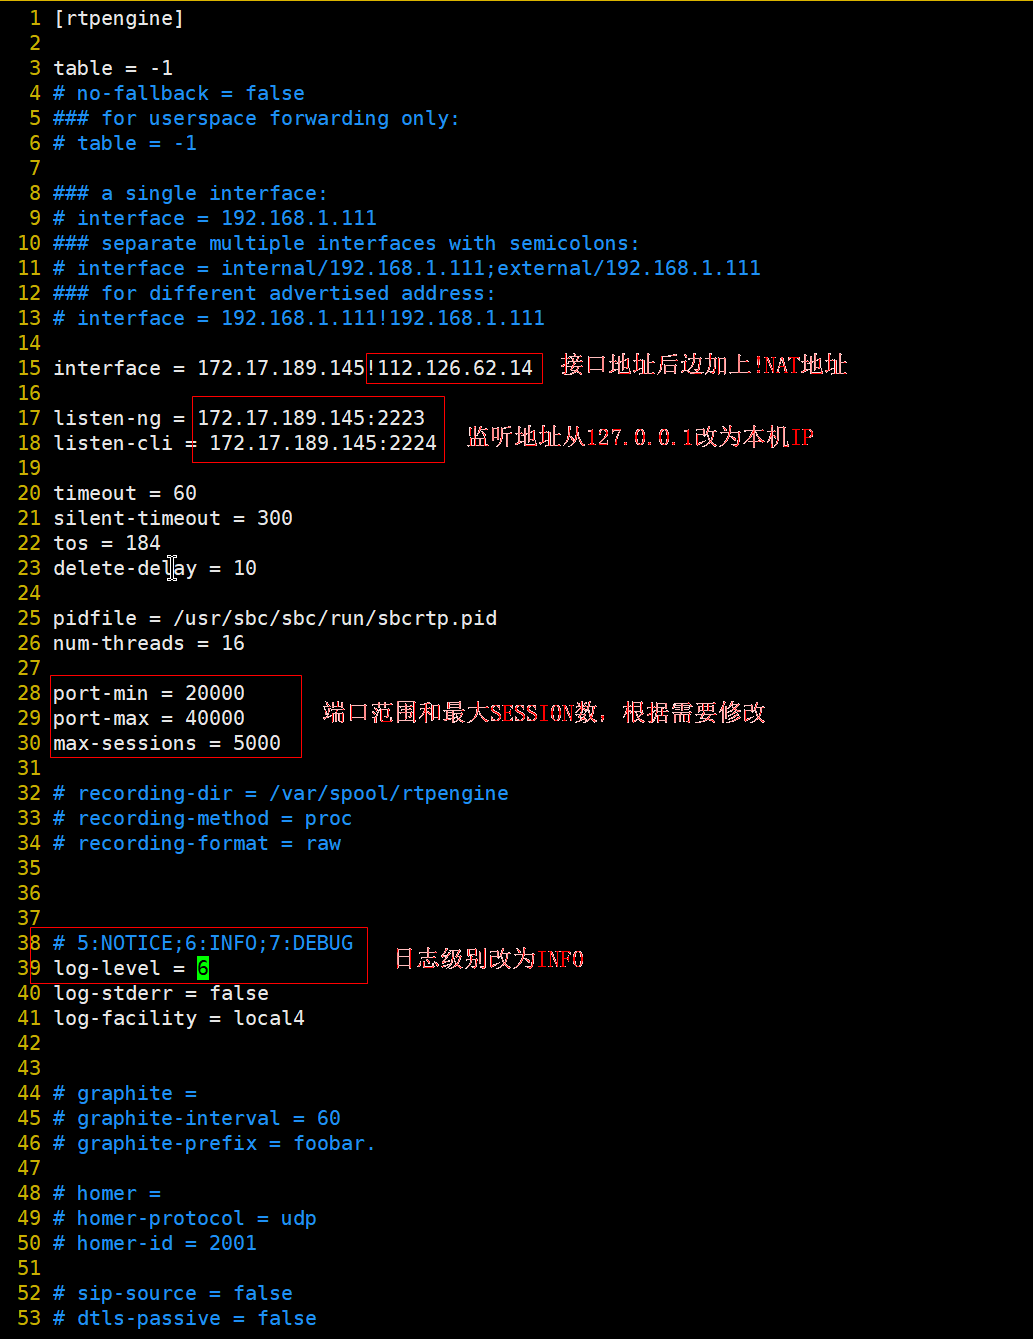 1 [rtpengine]
2
3 table = -1
4 # no-fallback = false
5 ### for userspace forwarding only:
6 # table = -1
7
8 ### a single interface:
9 # interface = 192.168.1.111
10 ### separate multiple interfaces with semicolons:
11 # interface = internal/192.168.1.111;external/192.168.1.111
12 ### for different advertised address:
13 # interface = 192.168.1.111!192.168.1.111
14
15 interface = 172.17.189.145!112.126.62.14 接口地址后边加上!NAT地址
16
17 listen-ng = 172.17.189.145:2223
18 listen-cli = 172.17.189.145:2224 监听地址从127.0.0.1改为本机IP
19
20 timeout = 60
21 silent-timeout = 300
22 tos = 184
23 delete-delay = 10
24
25 pidfile = /usr/sbc/sbc/run/sbcrtp.pid
26 num-threads = 16
27
28 port-min = 20000
29 port-max = 40000 端口范围和最大SESSION数，根据需要修改
30 max-sessions = 5000
31
32 # recording-dir = /var/spool/rtpengine
33 # recording-method = proc
34 # recording-format = raw
35
36
37
38 # 5:NOTICE;6:INFO;7:DEBUG
39 log-level = 6 日志级别改为INFO
40 log-stderr = false
41 log-facility = local4
42
43
44 # graphite =
45 # graphite-interval = 60
46 # graphite-prefix = foobar.
47
48 # homer =
49 # homer-protocol = udp
50 # homer-id = 2001
51
52 # sip-source = false
53 # dtls-passive = false